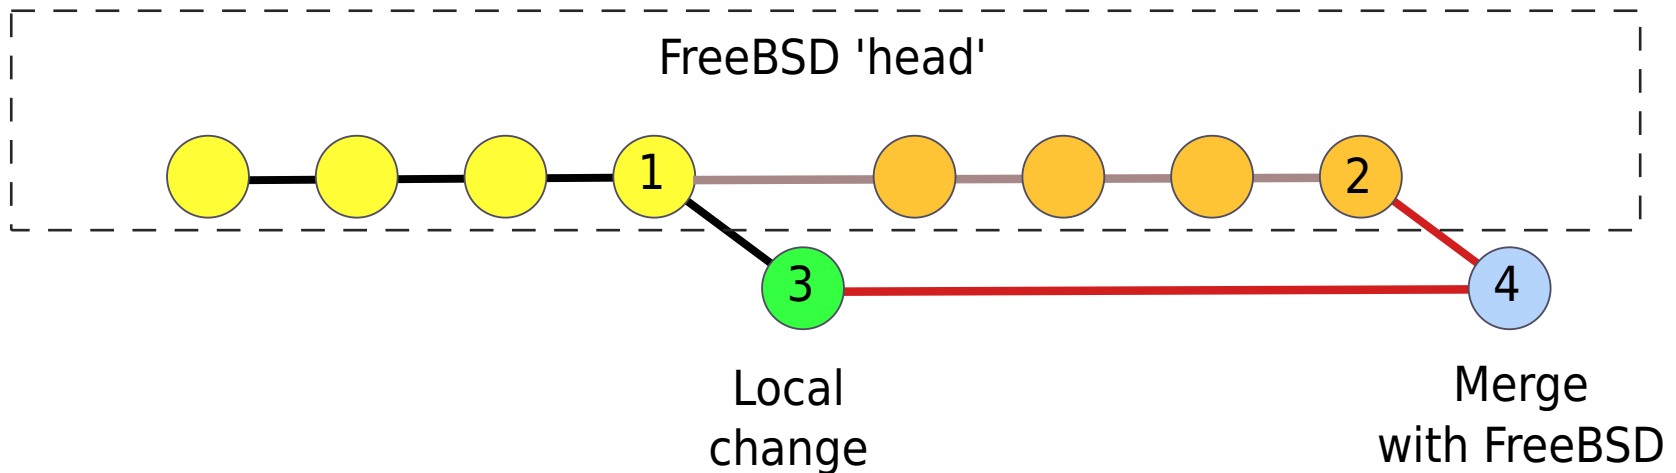 FreeBSD 'head'
1
2
3
4
Local
change
Merge
with FreeBSD